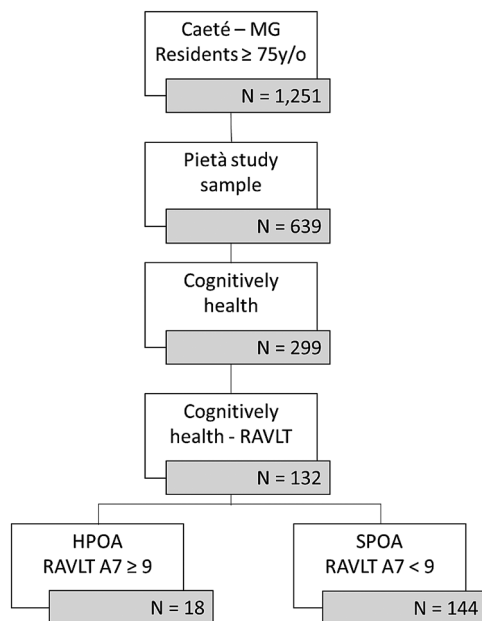 Caeté – MG
Residents ≥ 75y/o
N = 1,251
Pietà study
sample
N = 639
Cognitively
health
N = 299
Cognitively
health - RAVLT
N = 132
HPOA
RAVLT A7 ≥ 9
N = 18
SPOA
RAVLT A7 < 9
N = 144